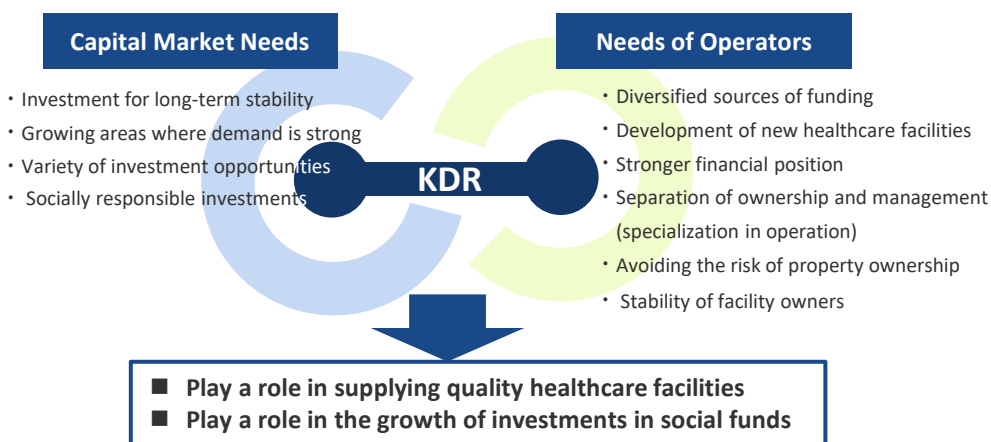 Capital Market Needs
・Investment for long-term stability
・Growing areas where demand is strong
・Variety of investment opportunities
・ Socially responsible investments
Needs of Operators
・Diversified sources of funding
・Development of new healthcare facilities
・Stronger financial position
・Separation of ownership and management
(specialization in operation)
・Avoiding the risk of property ownership
・ Stability of facility owners
KDR
■ Play a role in supplying quality healthcare facilities
■ Play a role in the growth of investments in social funds